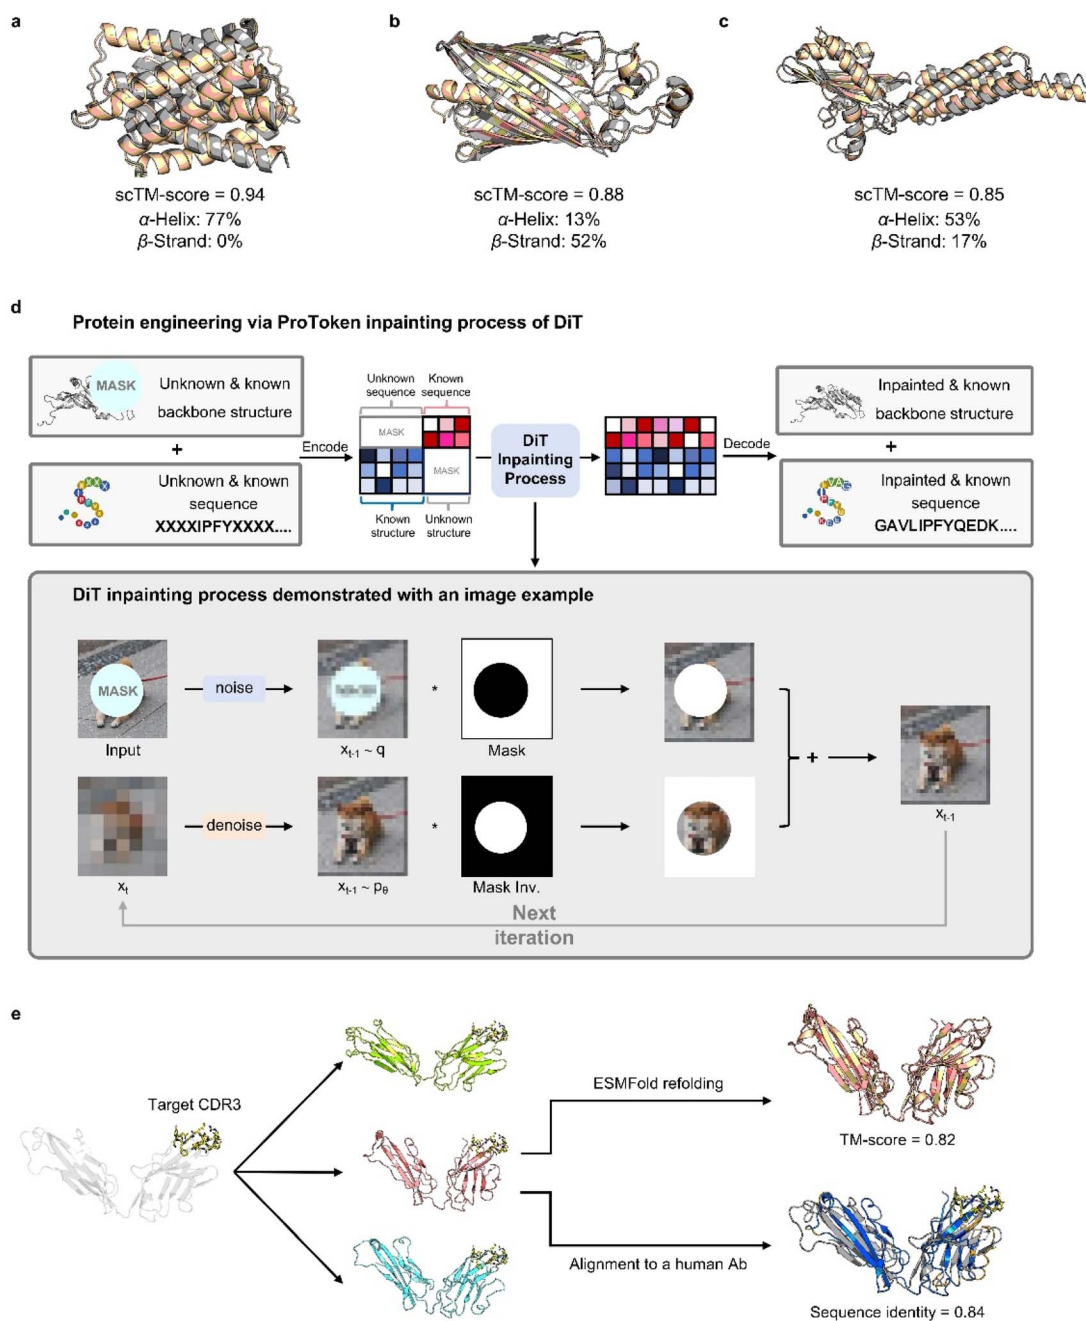 a
b
c
scTM-score = 0.94
α-Helix: 77%
β-Strand: 0%
scTM-score = 0.88
α-Helix: 13%
β-Strand: 52%
scTM-score = 0.85
α-Helix: 53%
β-Strand: 17%
d
Protein engineering via ProToken inpainting process of DiT
MASK
Unknown & known
backbone structure
+
Unknown & known
sequence
XXXXIPFYXXXX....
Encode
Unknown
sequence
Known
sequence
MASK
MASK
Known
structure
Unknown
structure
DiT
Inpainting
Process
Decode
Inpainted & known
backbone structure
+
Inpainted & known
sequence
GAVLIPFYQEDK....
DiT inpainting process demonstrated with an image example
MASK
Input
noise
x_{t-1} ~ q
*
Mask
denoise
x_t
x_{t-1} ~ p_θ
*
Mask Inv.
+
x_{t-1}
Next
iteration
e
Target CDR3
ESMFold refolding
TM-score = 0.82
Alignment to a human Ab
Sequence identity = 0.84